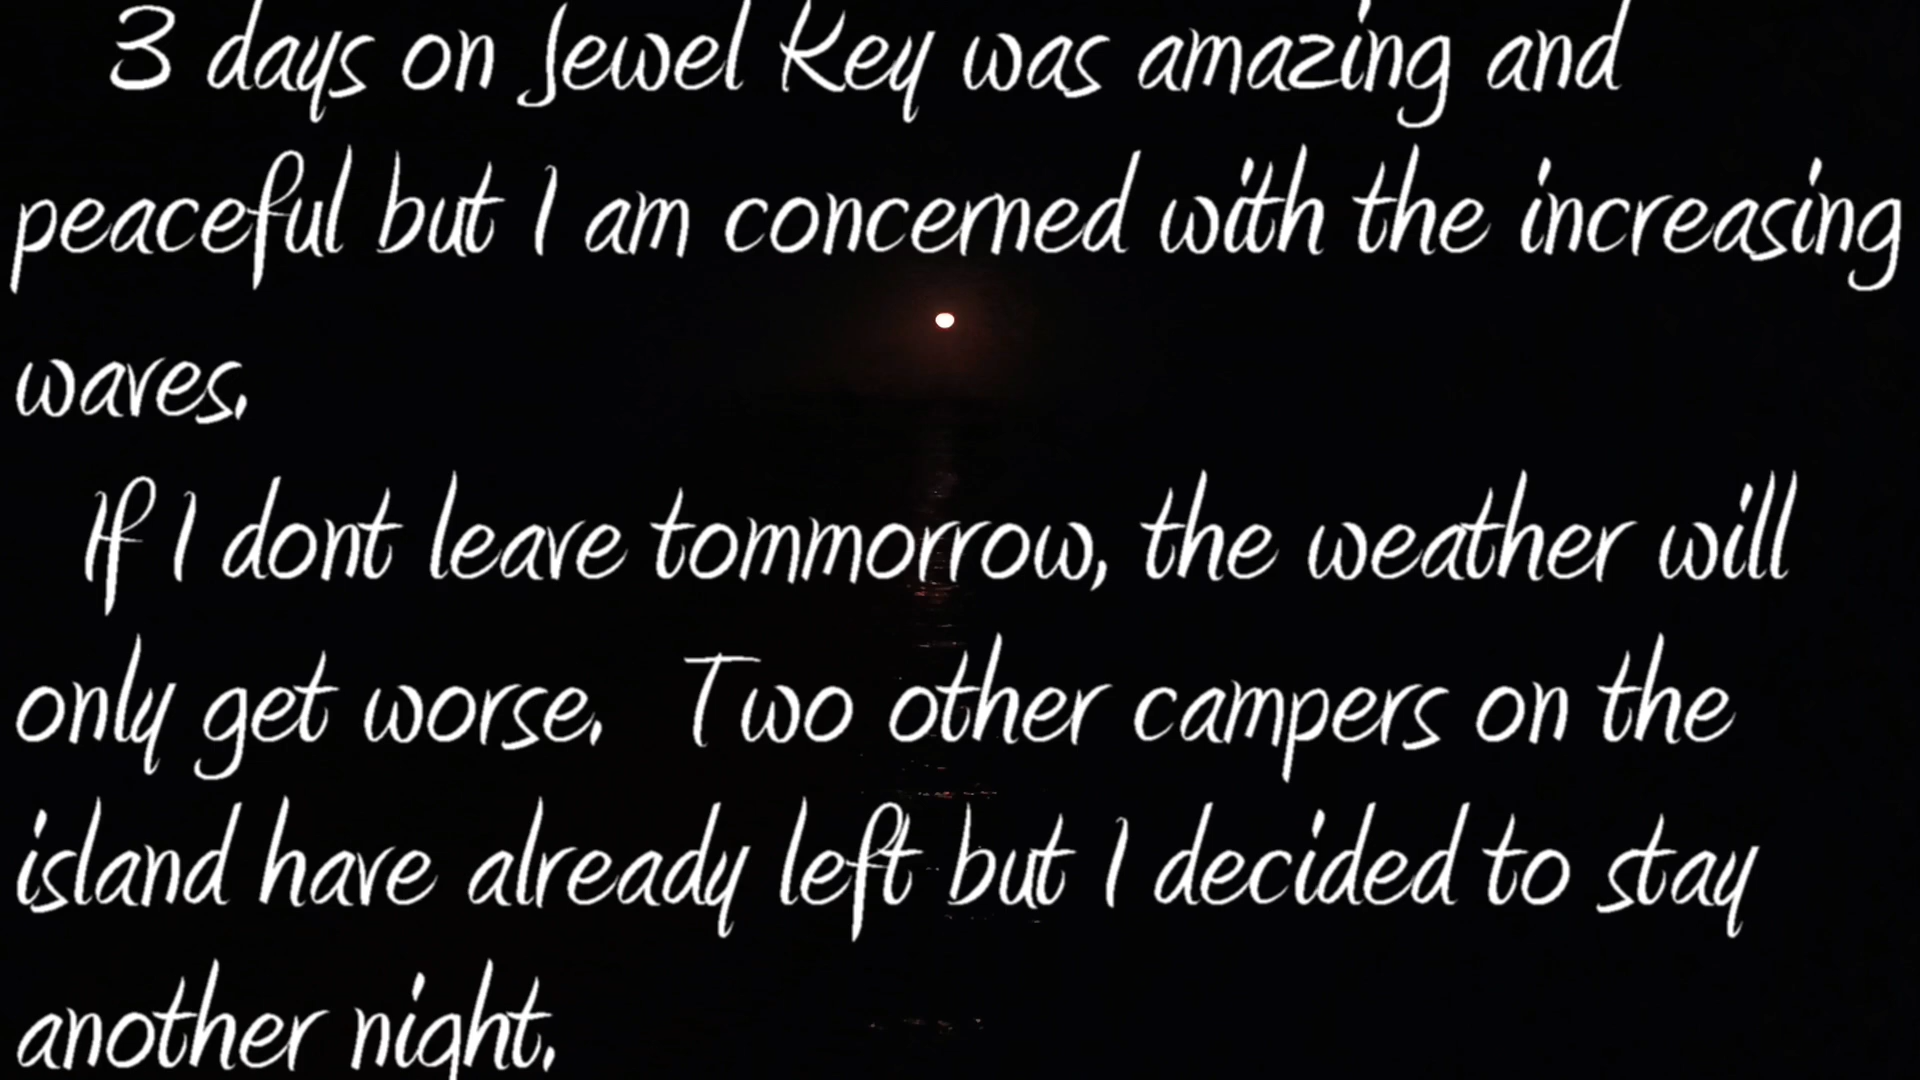 3 days on Jewel Key was amazing and
peaceful but I am concerned with the increasing
waves.
If I dont leave tommorrow, the weather will
only get worse. Two other campers on the
island have already left but I decided to stay
another night.